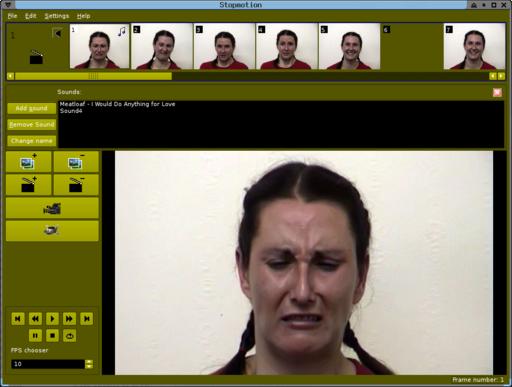 Stopmotion
File Edit Settings Help
1
1 2 3 4 5 6 7
Sounds:
Add sound
Remove Sound
Change name
Meatloaf - I Would Do Anything for Love
Sound4
FPS chooser
10
Frame number: 1